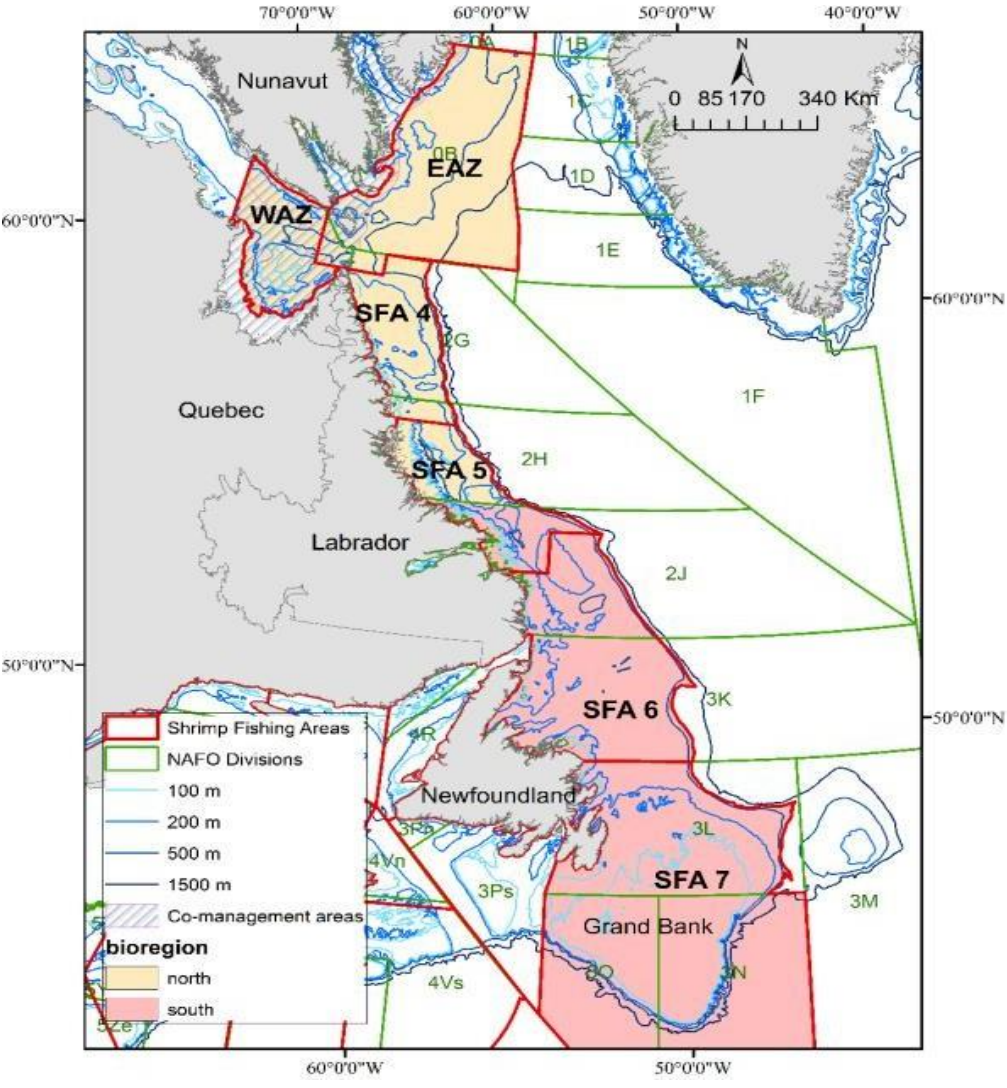 70°0'0"W
60°0'0"W
50°0'0"W
40°0'0"W
0A
1B
N
Nunavut
0 85 170 340 Km
1C
0B
EAZ
1D
WAZ
60°0'0"N
1E
60°0'0"N
SFA 4
2G
1F
Quebec
2H
SFA 5
Labrador
2J
50°0'0"N
3K
SFA 6
50°0'0"N
4R
Newfoundland
3Pn
3L
4Vn
SFA 7
3Ps
3M
Grand Bank
3O
3N
4Vs
5Ze
Shrimp Fishing Areas
NAFO Divisions
100 m
200 m
500 m
1500 m
Co-management areas
bioregion
north
south
60°0'0"W
50°0'0"W